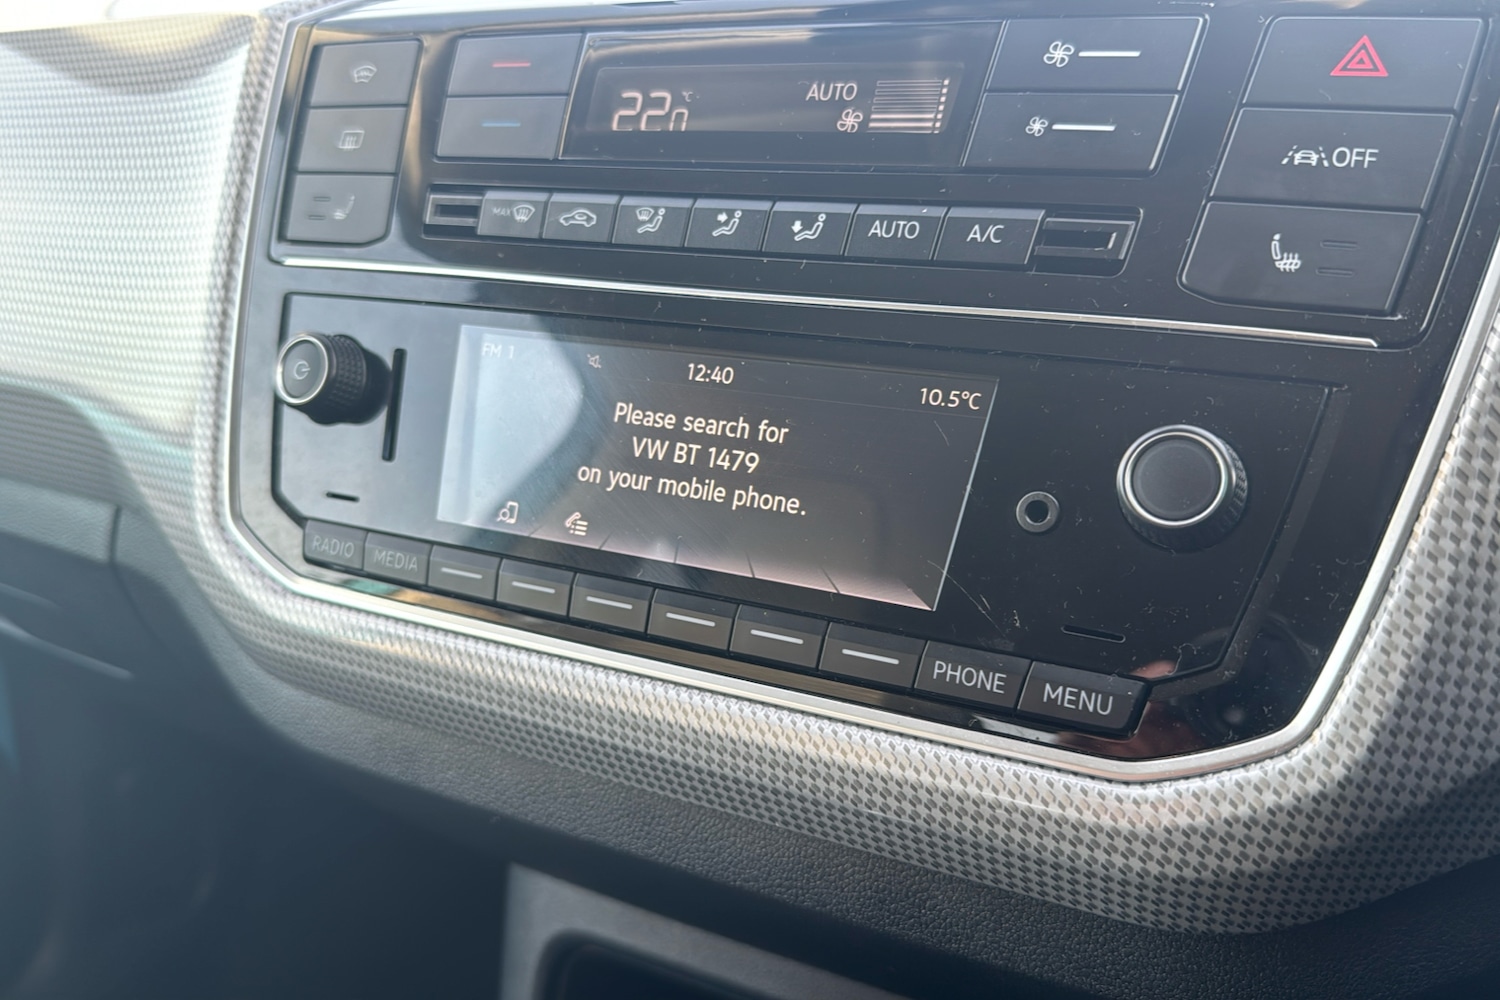 22.0 °C
AUTO
OFF
MAX
AUTO
A/C
FM 1
12:40
10.5°C
Please search for
VW BT 1479
on your mobile phone.
RADIO
MEDIA
PHONE
MENU